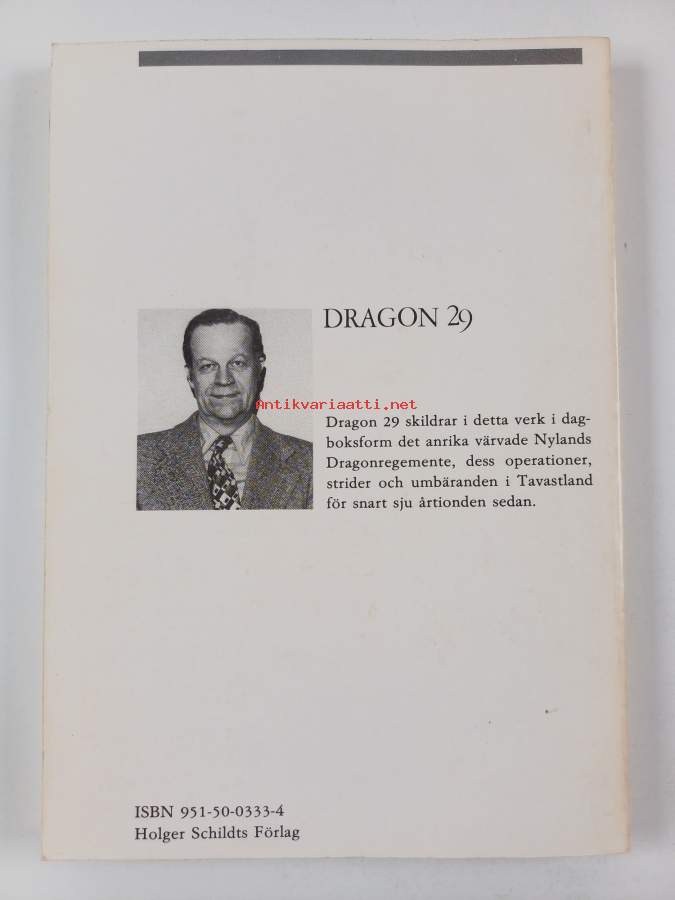 DRAGON 29
Antikvariaatti.net
Dragon 29 skildrar i detta verk i dag-
boksform det anrika värvade Nylands
Dragonregemente, dess operationer,
strider och umbäranden i Tavastland
för snart sju årtionden sedan.
ISBN 951-50-0333-4
Holger Schildts Förlag